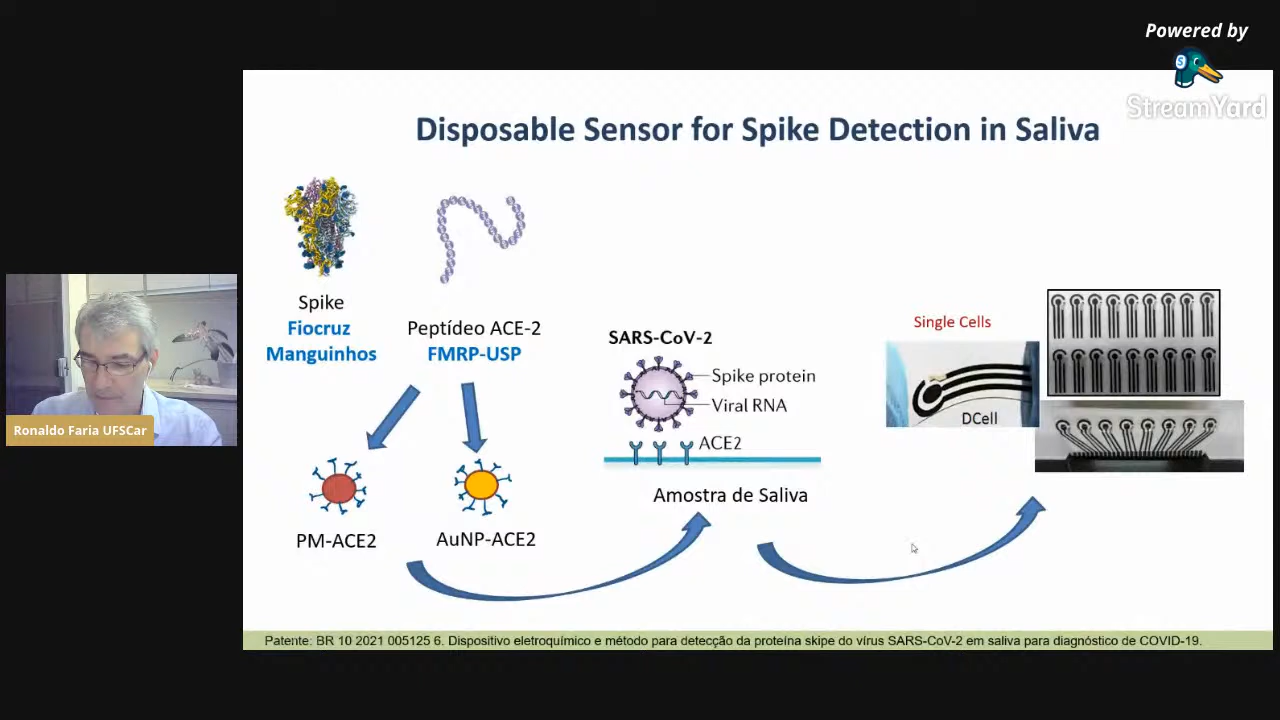 Powered by
StreamYard
Disposable Sensor for Spike Detection in Saliva
Spike
Fiocruz
Manguinhos
Peptídeo ACE-2
FMRP-USP
PM-ACE2
AuNP-ACE2
SARS-CoV-2
Spike protein
Viral RNA
ACE2
Amostra de Saliva
Single Cells
DCell
Ronaldo Faria UFSCar
Patente: BR 10 2021 005125 6. Dispositivo eletroquímico e método para detecção da proteína skipe do vírus SARS-CoV-2 em saliva para diagnóstico de COVID-19.